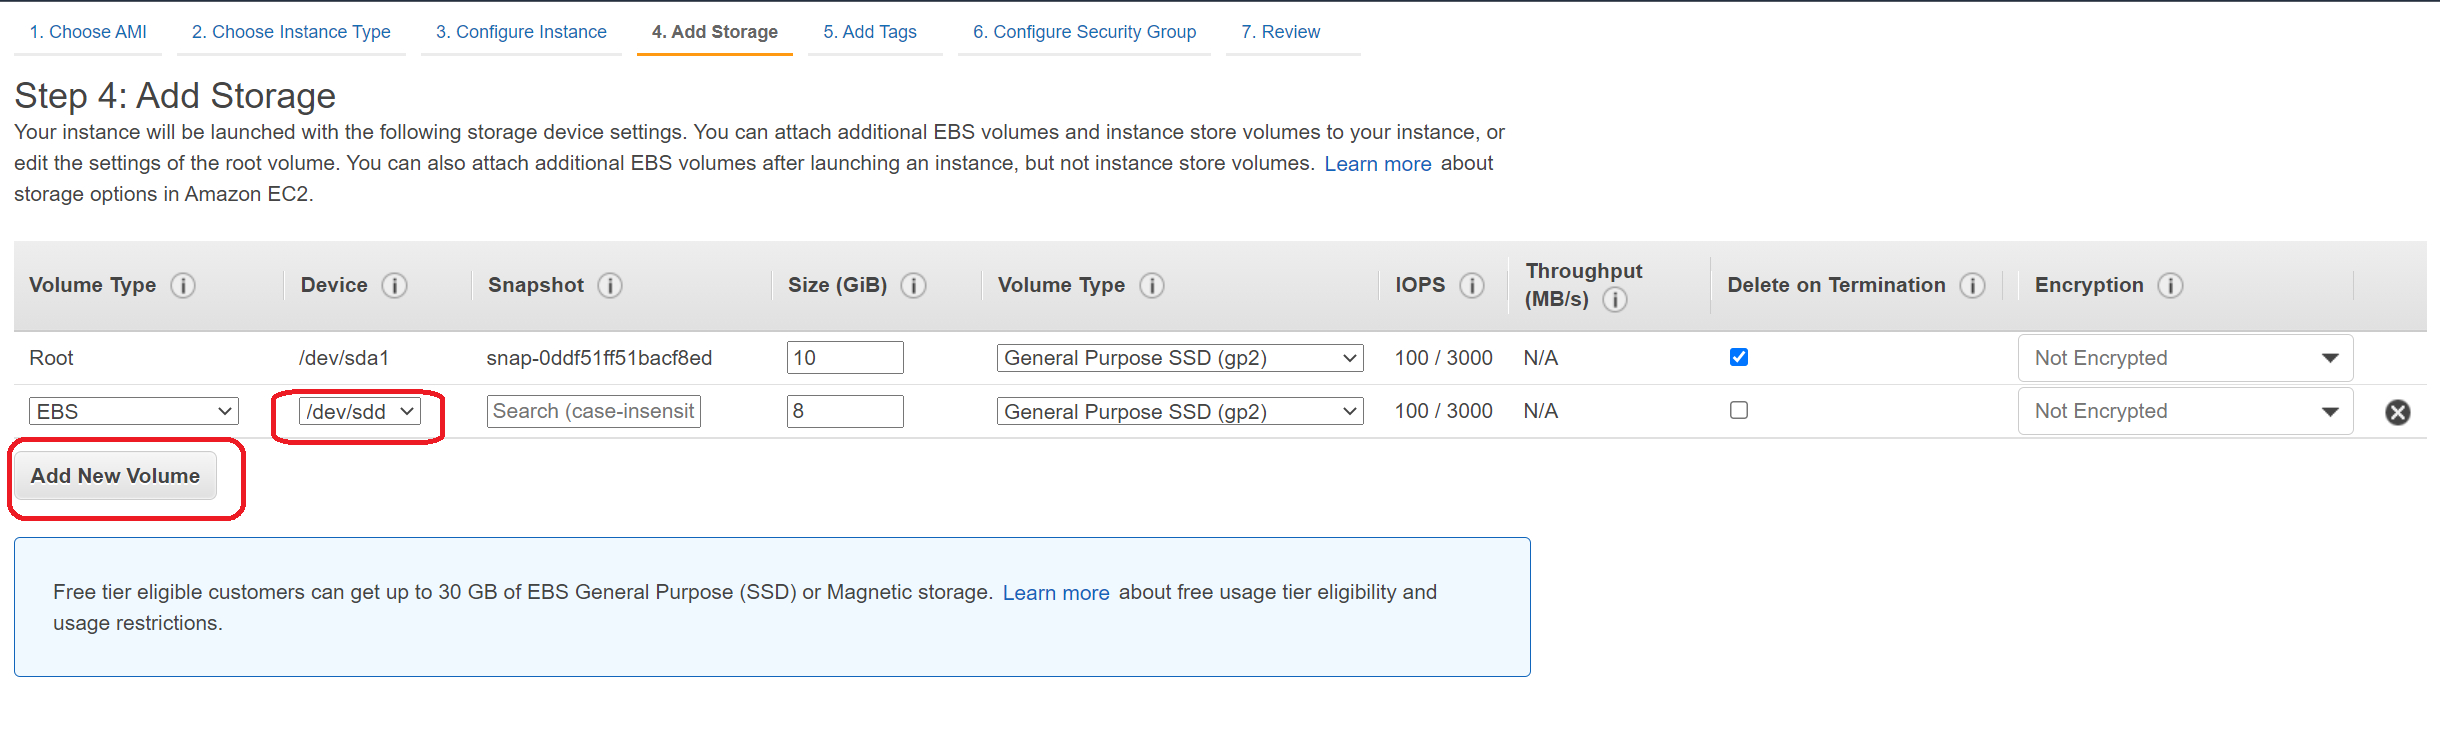 1. Choose AMI 2. Choose Instance Type 3. Configure Instance 4. Add Storage 5. Add Tags 6. Configure Security Group 7. Review
Step 4: Add Storage
Your instance will be launched with the following storage device settings. You can attach additional EBS volumes and instance store volumes to your instance, or
edit the settings of the root volume. You can also attach additional EBS volumes after launching an instance, but not instance store volumes. Learn more about
storage options in Amazon EC2.
Volume Type Device Snapshot Size (GiB) Volume Type IOPS Throughput (MB/s) Delete on Termination Encryption
Root /dev/sda1 snap-0ddf51ff51bacf8ed 10 General Purpose SSD (gp2) 100 / 3000 N/A Not Encrypted
EBS /dev/sdd Search (case-insensit 8 General Purpose SSD (gp2) 100 / 3000 N/A Not Encrypted
Add New Volume
Free tier eligible customers can get up to 30 GB of EBS General Purpose (SSD) or Magnetic storage. Learn more about free usage tier eligibility and
usage restrictions.